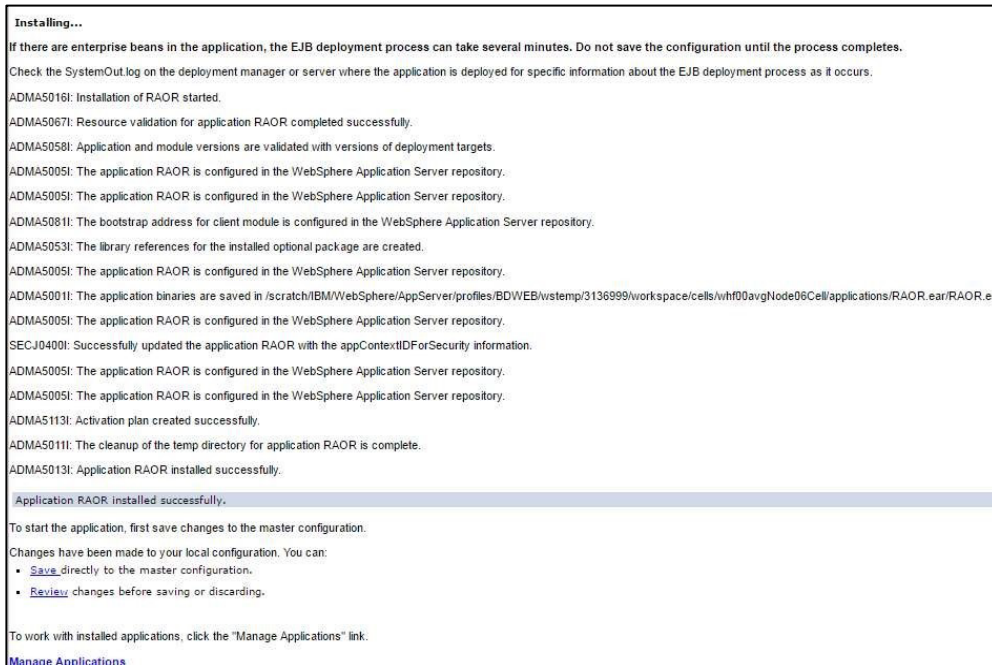 Installing...
If there are enterprise beans in the application, the EJB deployment process can take several minutes. Do not save the configuration until the process completes.
Check the SystemOut.log on the deployment manager or server where the application is deployed for specific information about the EJB deployment process as it occurs.
ADMA5016I: Installation of RAOR started.
ADMA5067I: Resource validation for application RAOR completed successfully.
ADMA5058I: Application and module versions are validated with versions of deployment targets.
ADMA5005I: The application RAOR is configured in the WebSphere Application Server repository.
ADMA5005I: The application RAOR is configured in the WebSphere Application Server repository.
ADMA5081I: The bootstrap address for client module is configured in the WebSphere Application Server repository.
ADMA5053I: The library references for the installed optional package are created.
ADMA5005I: The application RAOR is configured in the WebSphere Application Server repository.
ADMA5001I: The application binaries are saved in /scratch/IBM/WebSphere/AppServer/profiles/BDWEB/wstemp/3136999/workspace/cells/whf00avgNode06Cell/applications/RAOR.ear/RAOR.e
ADMA5005I: The application RAOR is configured in the WebSphere Application Server repository.
SECJ0400I: Successfully updated the application RAOR with the appContextIDForSecurity information.
ADMA5005I: The application RAOR is configured in the WebSphere Application Server repository.
ADMA5005I: The application RAOR is configured in the WebSphere Application Server repository.
ADMA5113I: Activation plan created successfully.
ADMA5011I: The cleanup of the temp directory for application RAOR is complete.
ADMA5013I: Application RAOR installed successfully.
Application RAOR installed successfully.
To start the application, first save changes to the master configuration.
Changes have been made to your local configuration. You can:
Save directly to the master configuration.
Review changes before saving or discarding.
To work with installed applications, click the "Manage Applications" link.
Manage Applications